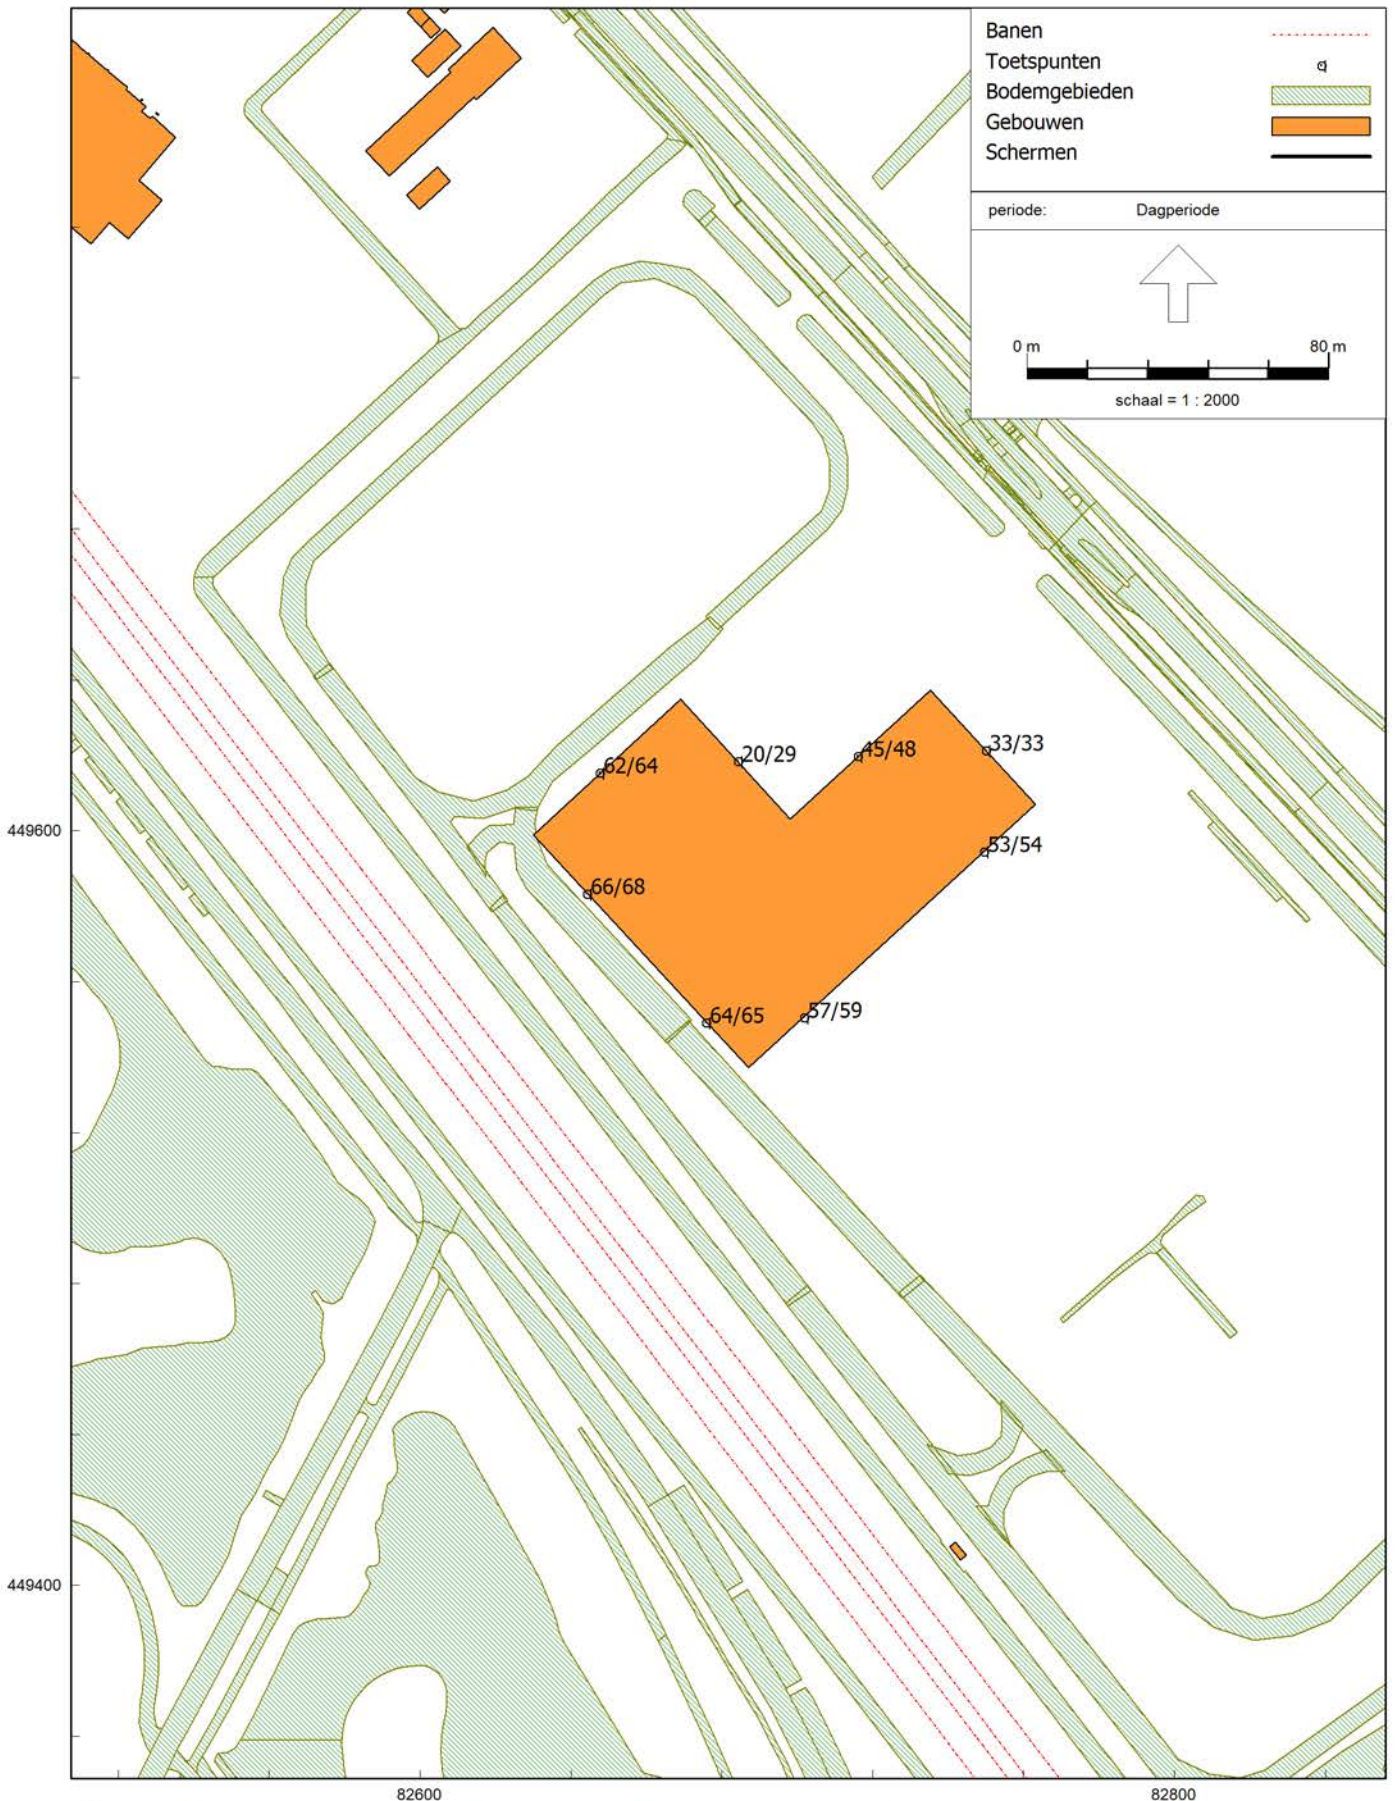 Banen
Toetspunten
Bodemgebieden
Gebouwen
Schermen
periode: Dagperiode
0 m 80 m
schaal = 1 : 2000
62/64
20/29
45/48
33/33
53/54
66/68
64/65
57/59
449600
449400
82600
82800